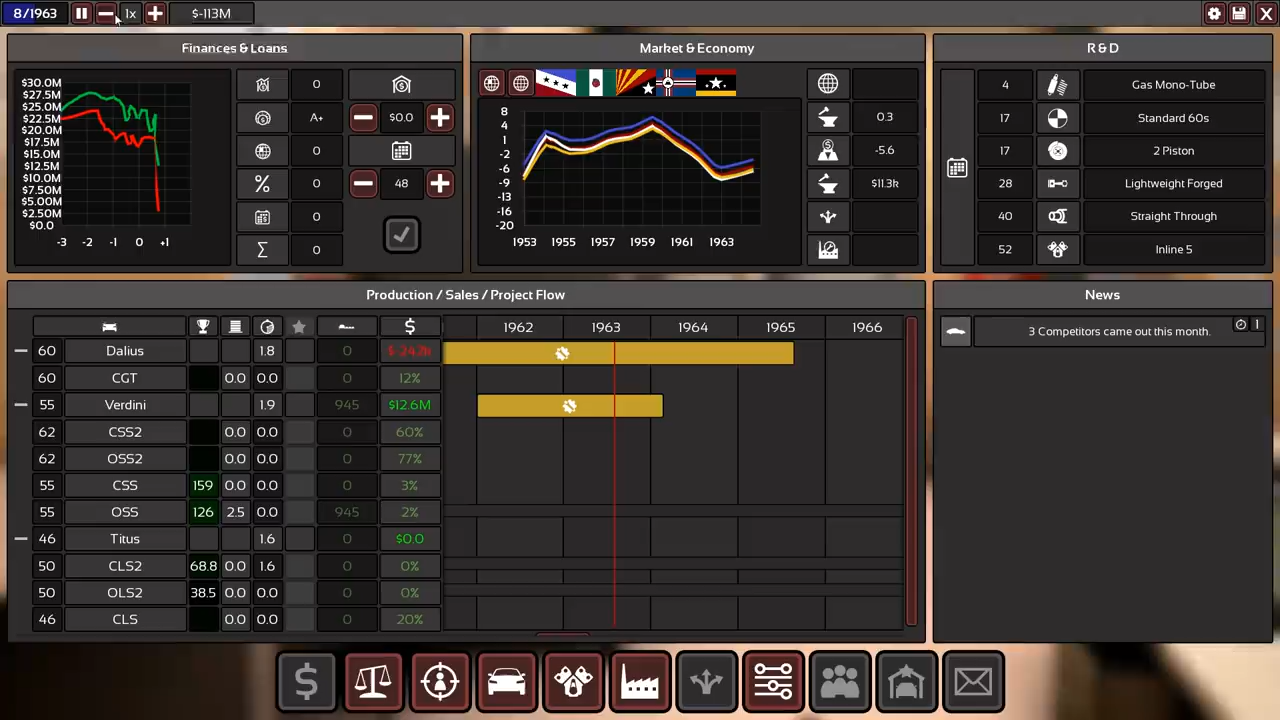 8/1963 1x $-113M
Finances & Loans
$30.0M
$27.5M
$25.0M
$22.5M
$20.0M
$17.5M
$15.0M
$12.5M
$10.0M
$7.50M
$5.00M
$2.50M
$0.0
-3 -2 -1 0 +1
0
A+ $0.0
0
% 0 48
0
Σ 0
Market & Economy
8
4
1
-2
-6
-9
-13
-16
-20
1953 1955 1957 1959 1961 1963
0.3
-5.6
$11.3k
R & D
4 Gas Mono-Tube
17 Standard 60s
17 2 Piston
28 Lightweight Forged
40 Straight Through
52 Inline 5
Production / Sales / Project Flow
$ 1962 1963 1964 1965 1966
60 Dalius 1.8 0
60 CGT 0.0 0.0 0 12%
55 Verdini 1.9 945 $12.6M
62 CSS2 0.0 0.0 0 60%
62 OSS2 0.0 0.0 0 77%
55 CSS 159 0.0 0.0 0 3%
55 OSS 126 2.5 0.0 945 2%
46 Titus 1.6 0 $0.0
50 CLS2 68.8 0.0 1.6 0 0%
50 OLS2 38.5 0.0 0.0 0 0%
46 CLS 0.0 0.0 0 20%
News
3 Competitors came out this month. 1
$